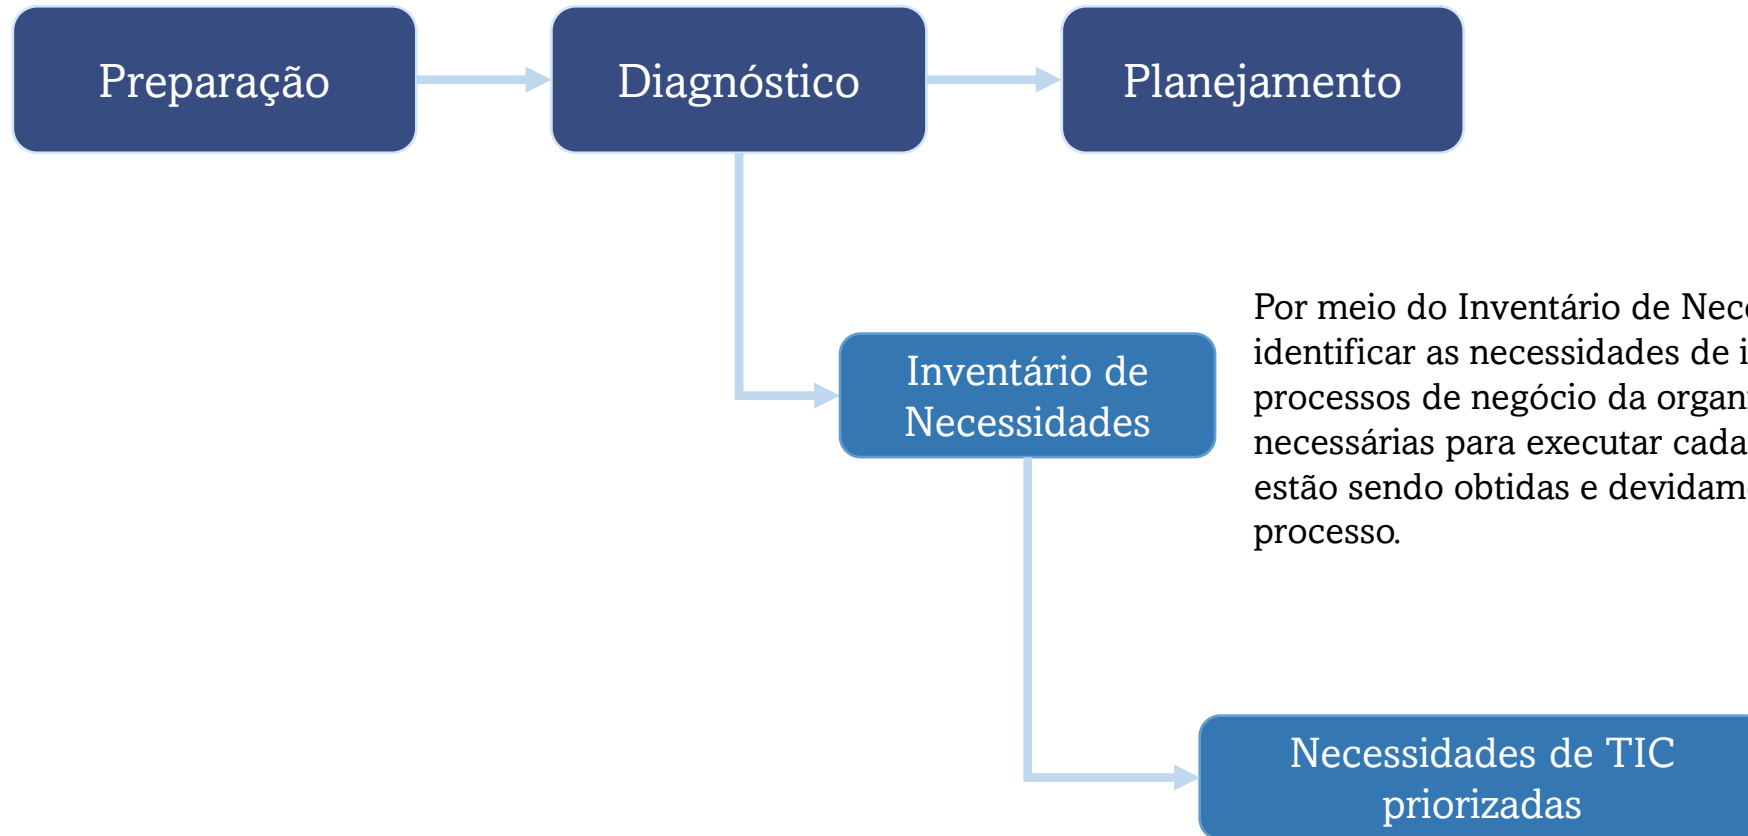 Preparação
Diagnóstico
Planejamento
Por meio do Inventário de
identificar as necessidades de
processos de negócio da
necessárias para executar cada
estão sendo obtidas e
processo.
Inventário de
Necessidades
Necessidades de TIC
priorizadas